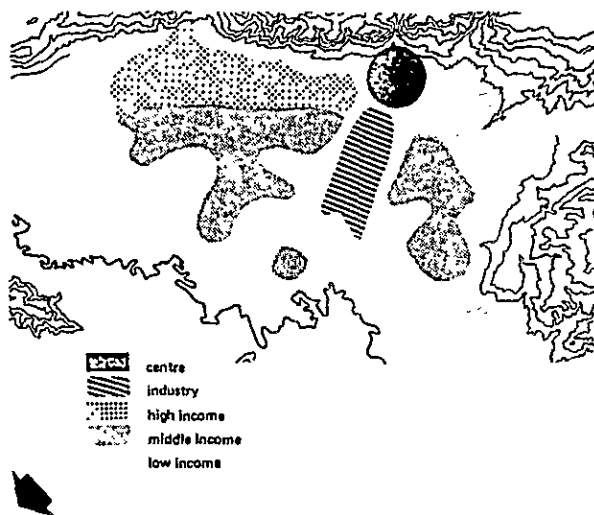 centre
industry
high income
middle income
low income